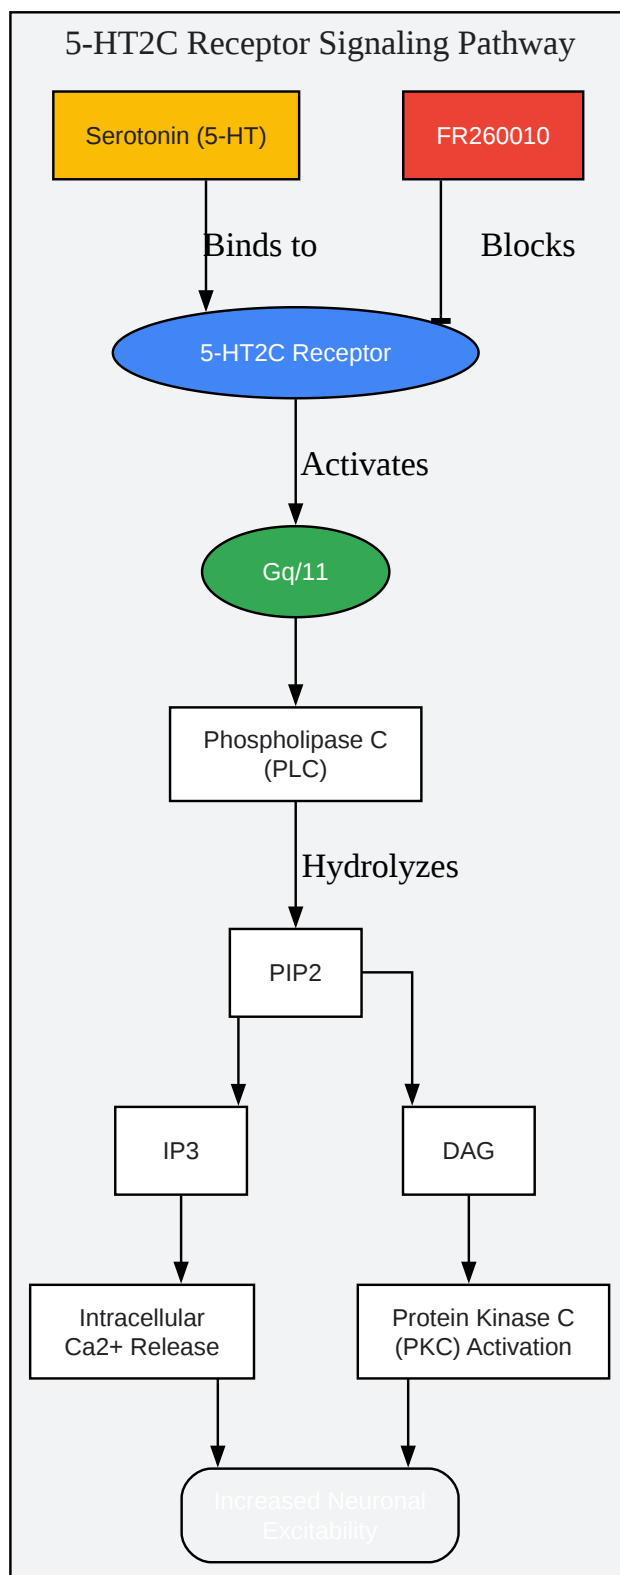 5-HT2C Receptor Signaling Pathway
Serotonin (5-HT)
FR260010
Binds to
Blocks
5-HT2C Receptor
Activates
Gq/11
Phospholipase C
(PLC)
Hydrolyzes
PIP2
IP3
DAG
Intracellular
Ca2+ Release
Protein Kinase C
(PKC) Activation
Increased Neuronal
Excitability